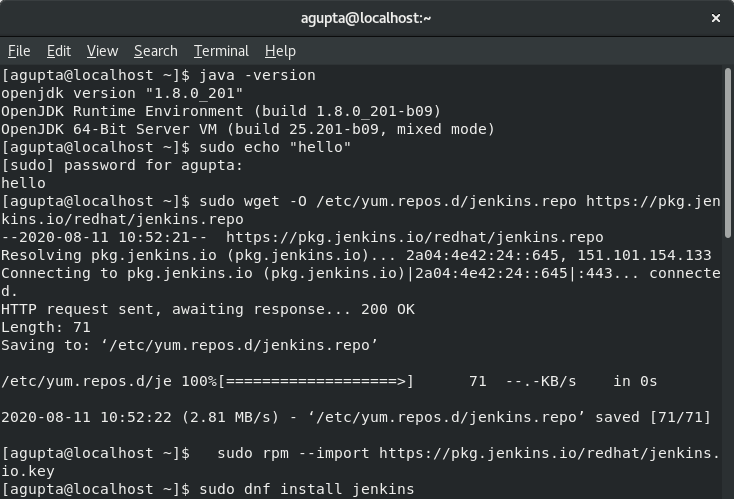 agupta@localhost:~
File Edit View Search Terminal Help
[agupta@localhost ~]$ java -version
openjdk version "1.8.0_201"
OpenJDK Runtime Environment (build 1.8.0_201-b09)
OpenJDK 64-Bit Server VM (build 25.201-b09, mixed mode)
[agupta@localhost ~]$ sudo echo "hello"
[sudo] password for agupta:
hello
[agupta@localhost ~]$ sudo wget -O /etc/yum.repos.d/jenkins.repo https://pkg.jen
kins.io/redhat/jenkins.repo
--2020-08-11 10:52:21--  https://pkg.jenkins.io/redhat/jenkins.repo
Resolving pkg.jenkins.io (pkg.jenkins.io)... 2a04:4e42:24::645, 151.101.154.133
Connecting to pkg.jenkins.io (pkg.jenkins.io)|2a04:4e42:24::645|:443... connecte
d.
HTTP request sent, awaiting response... 200 OK
Length: 71
Saving to: ‘/etc/yum.repos.d/jenkins.repo’
/etc/yum.repos.d/je 100%[===================>]      71  --.-KB/s    in 0s
2020-08-11 10:52:22 (2.81 MB/s) - ‘/etc/yum.repos.d/jenkins.repo’ saved [71/71]
[agupta@localhost ~]$   sudo rpm --import https://pkg.jenkins.io/redhat/jenkins.
io.key
[agupta@localhost ~]$ sudo dnf install jenkins